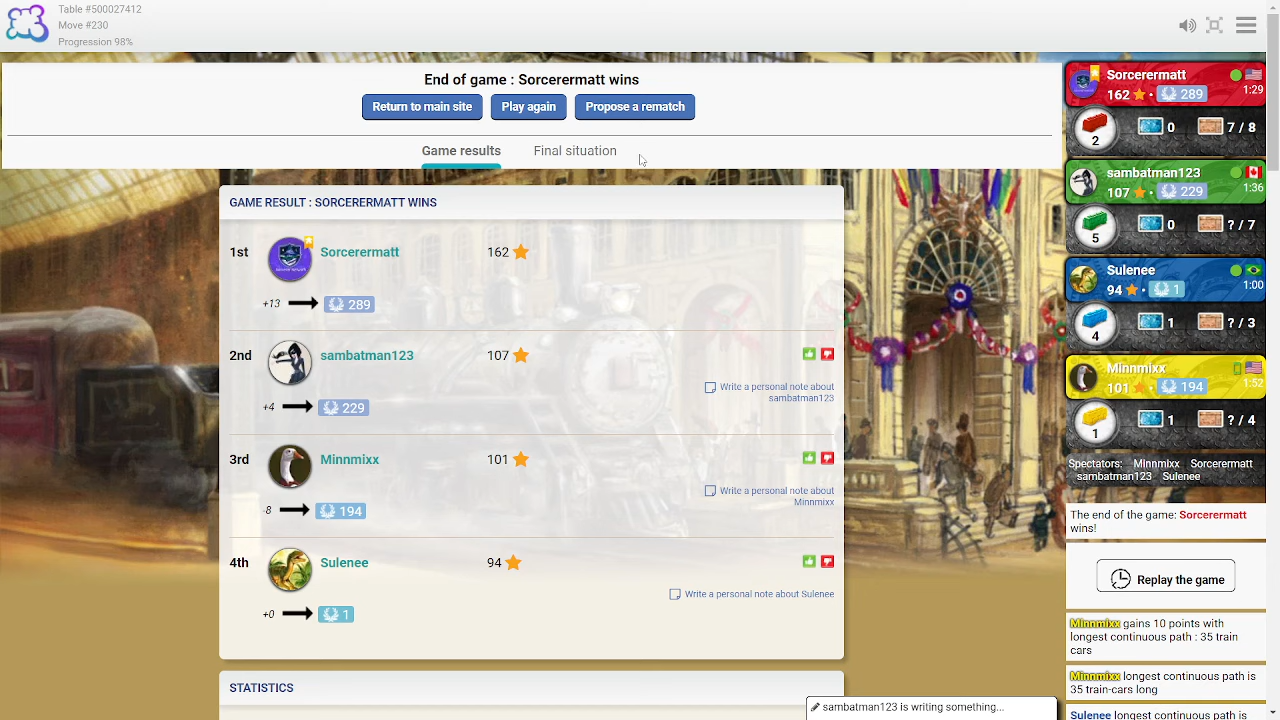 Table #500027412
Move #230
Progression 98%
End of game : Sorcerermatt wins
Return to main site
Play again
Propose a rematch
Game results
Final situation
GAME RESULT : SORCERERMATT WINS
1st
Sorcerermatt
162
+13
289
2nd
sambatman123
107
Write a personal note about
sambatman123
+4
229
3rd
Minnmixx
101
Write a personal note about
Minnmixx
-8
194
4th
Sulenee
94
Write a personal note about Sulenee
+0
1
STATISTICS
sambatman123 is writing something...
Sorcerermatt
162 • 289
1:29
2
0
7 / 8
sambatman123
107 • 229
1:36
5
0
? / 7
Sulenee
94 • 1
1:00
4
1
? / 3
Minnmixx
101 • 194
1:52
1
1
? / 4
Spectators: Minnmixx Sorcerermatt
sambatman123 Sulenee
The end of the game: Sorcerermatt
wins!
Replay the game
Minnmixx gains 10 points with
longest continuous path : 35 train
cars
Minnmixx longest continuous path is
35 train-cars long
Sulenee longest continuous path is